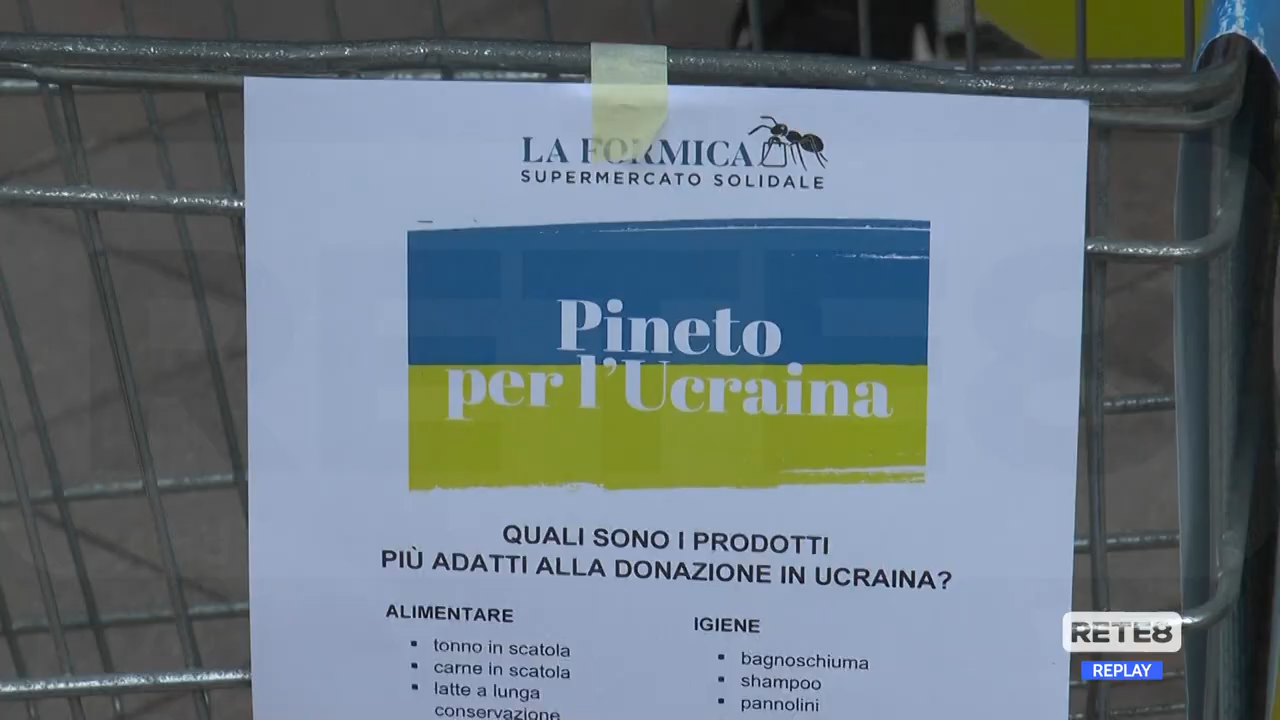 LA FORMICA
SUPERMERCATO SOLIDALE
Pineto
per l'Ucraina
QUALI SONO I PRODOTTI
PIÙ ADATTI ALLA DONAZIONE IN UCRAINA?
ALIMENTARE
▪ tonno in scatola
▪ carne in scatola
▪ latte a lunga
conservazione
IGIENE
▪ bagnoschiuma
▪ shampoo
▪ pannolini
RETE8
REPLAY